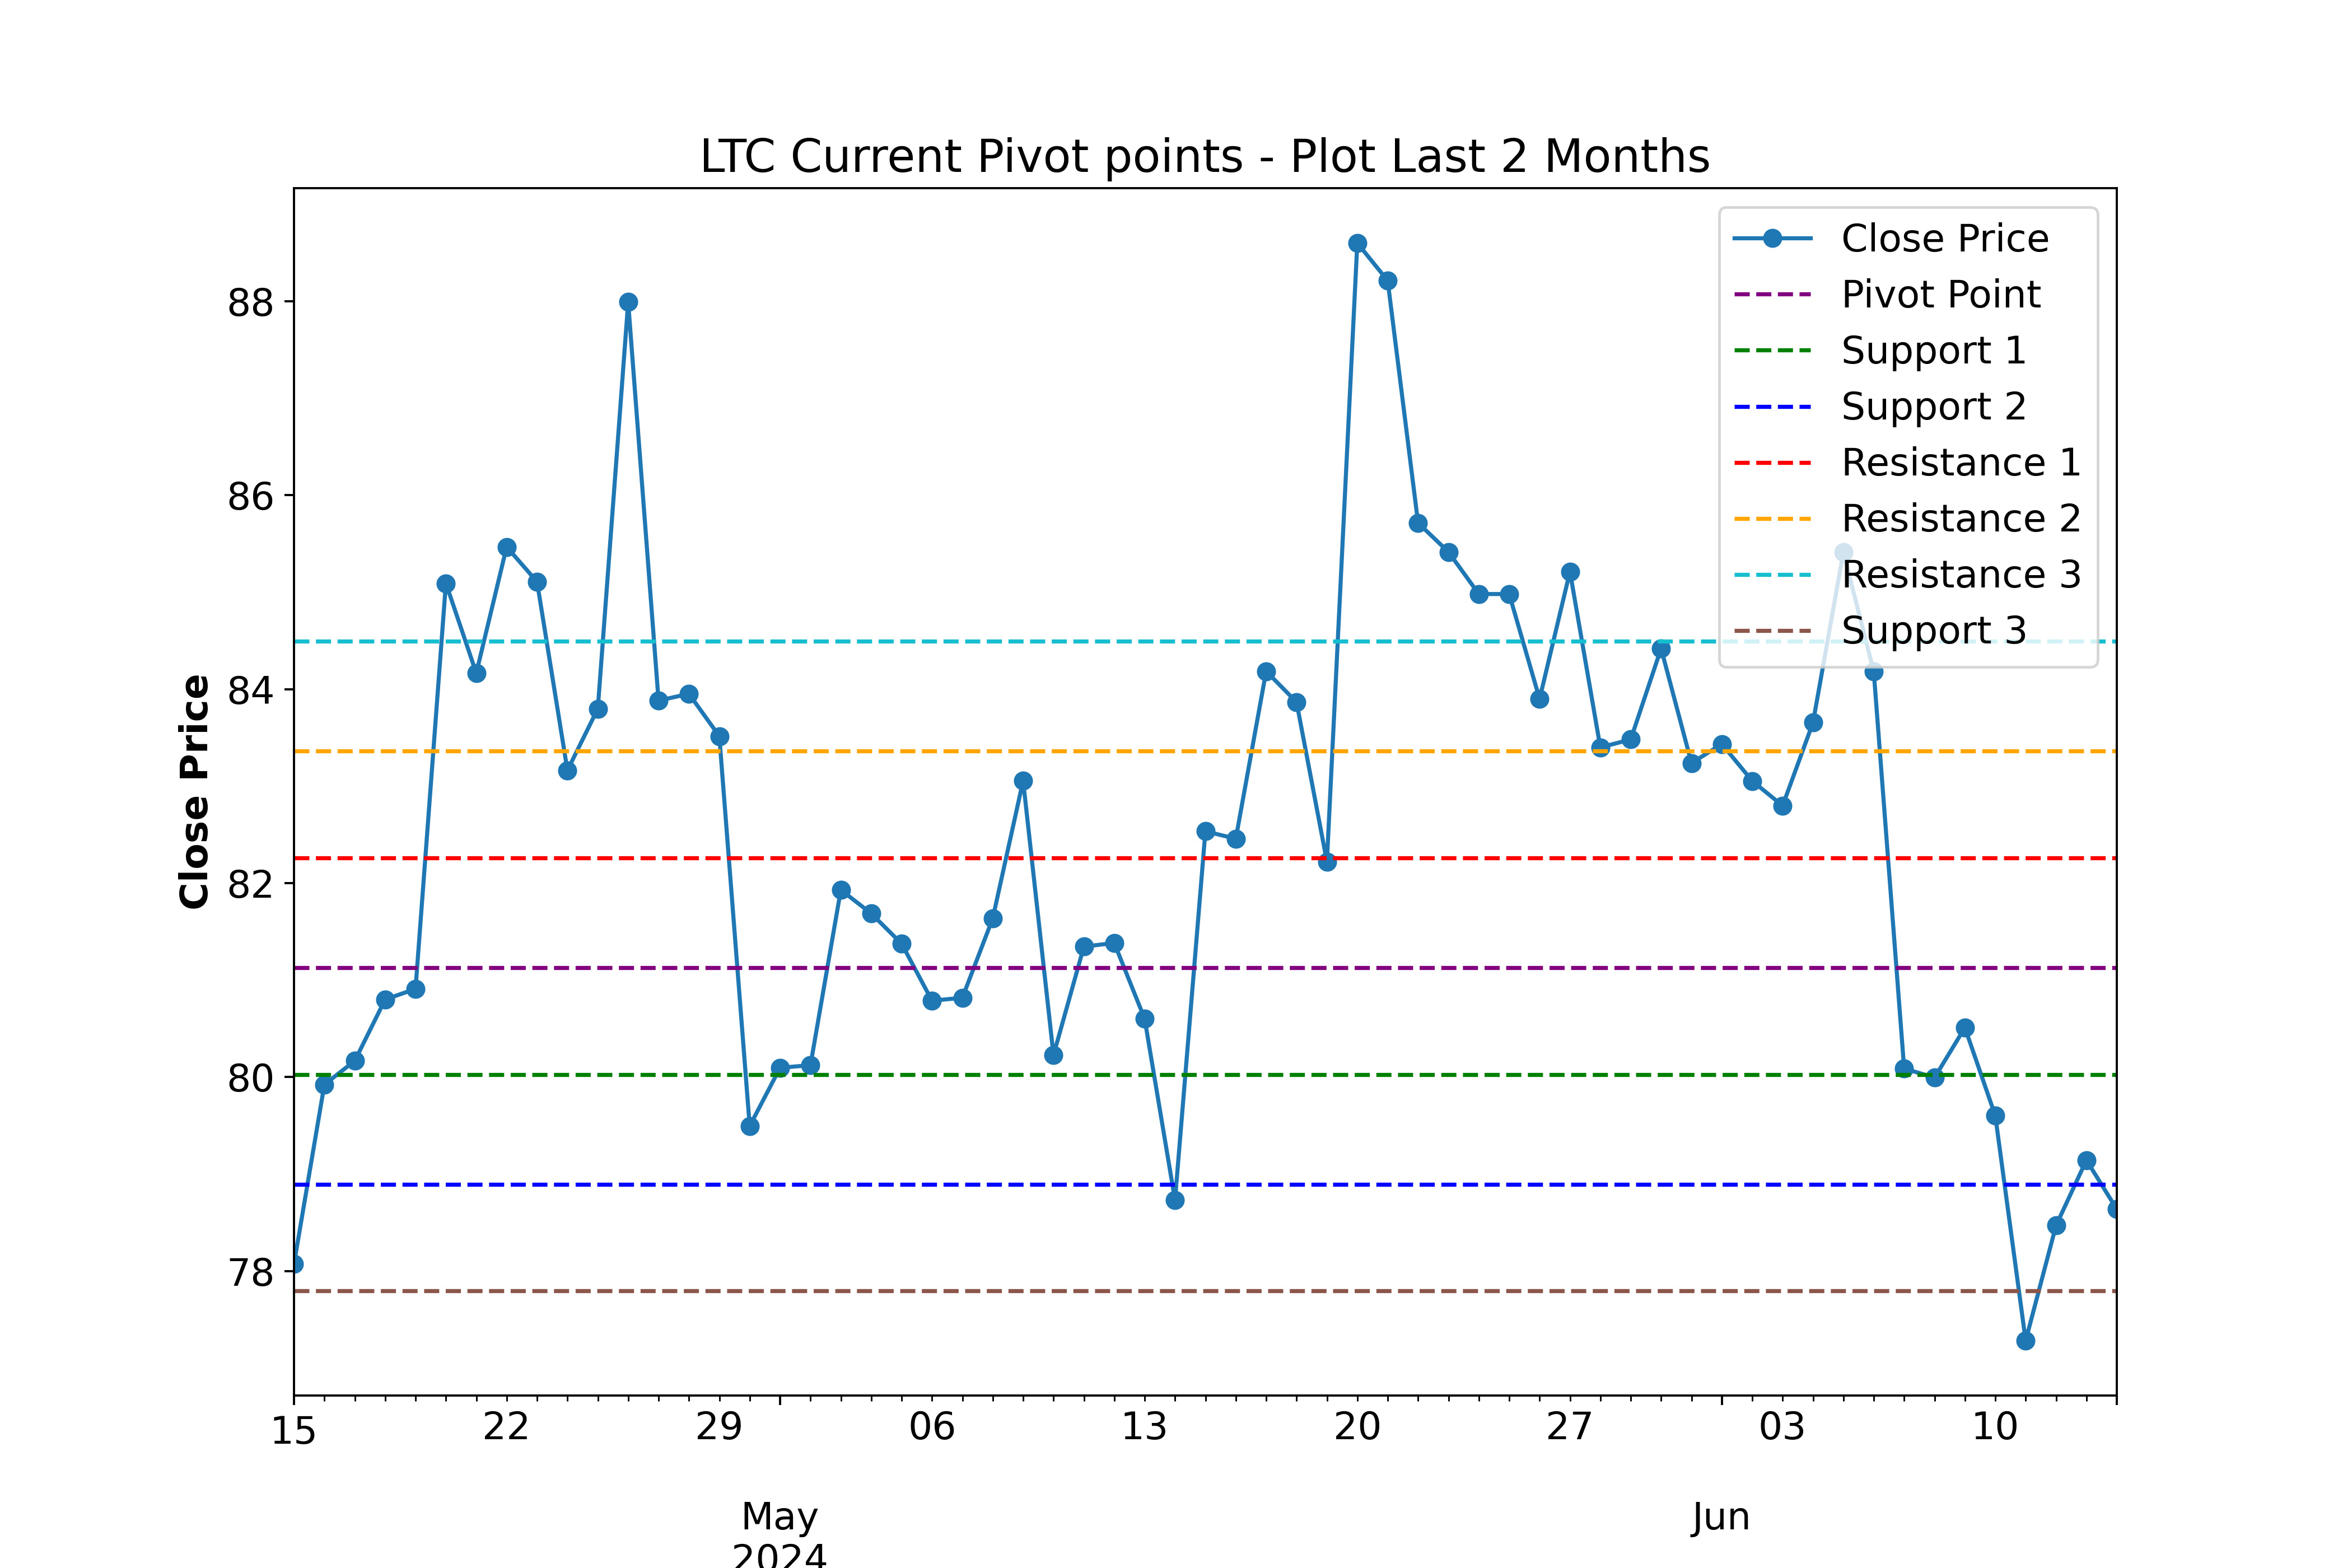 LTC Current Pivot points - Plot Last 2 Months
Close Price
Pivot Point
Support 1
Support 2
Resistance 1
Resistance 2
Resistance 3
Support 3
Close Price
88
86
84
82
80
78
15 22 29 06 13 20 27 03 10
May Jun
2024